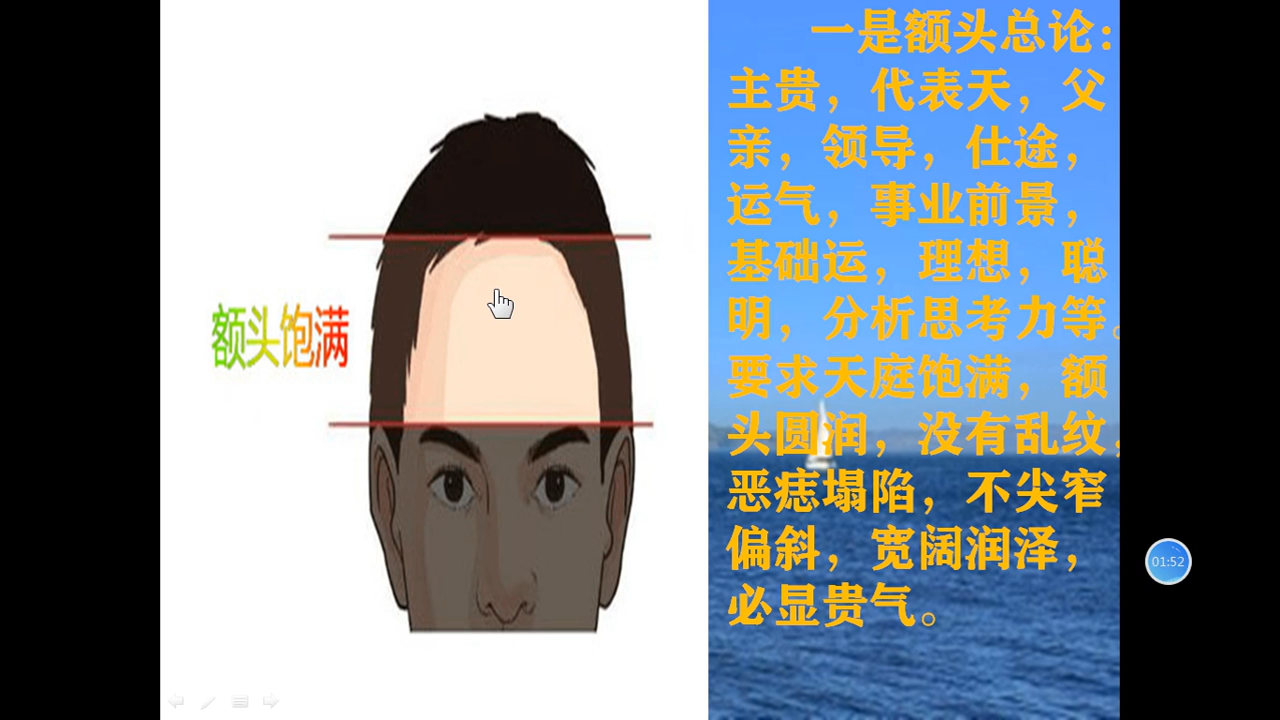 额头饱满
一是额头总论：
主贵，代表天，父
亲，领导，仕途，
运气，事业前景，
基础运，理想，聪
明，分析思考力等。
要求天庭饱满，额
头圆润，没有乱纹，
恶痣塌陷，不尖窄
偏斜，宽阔润泽，
必显贵气。
01:52